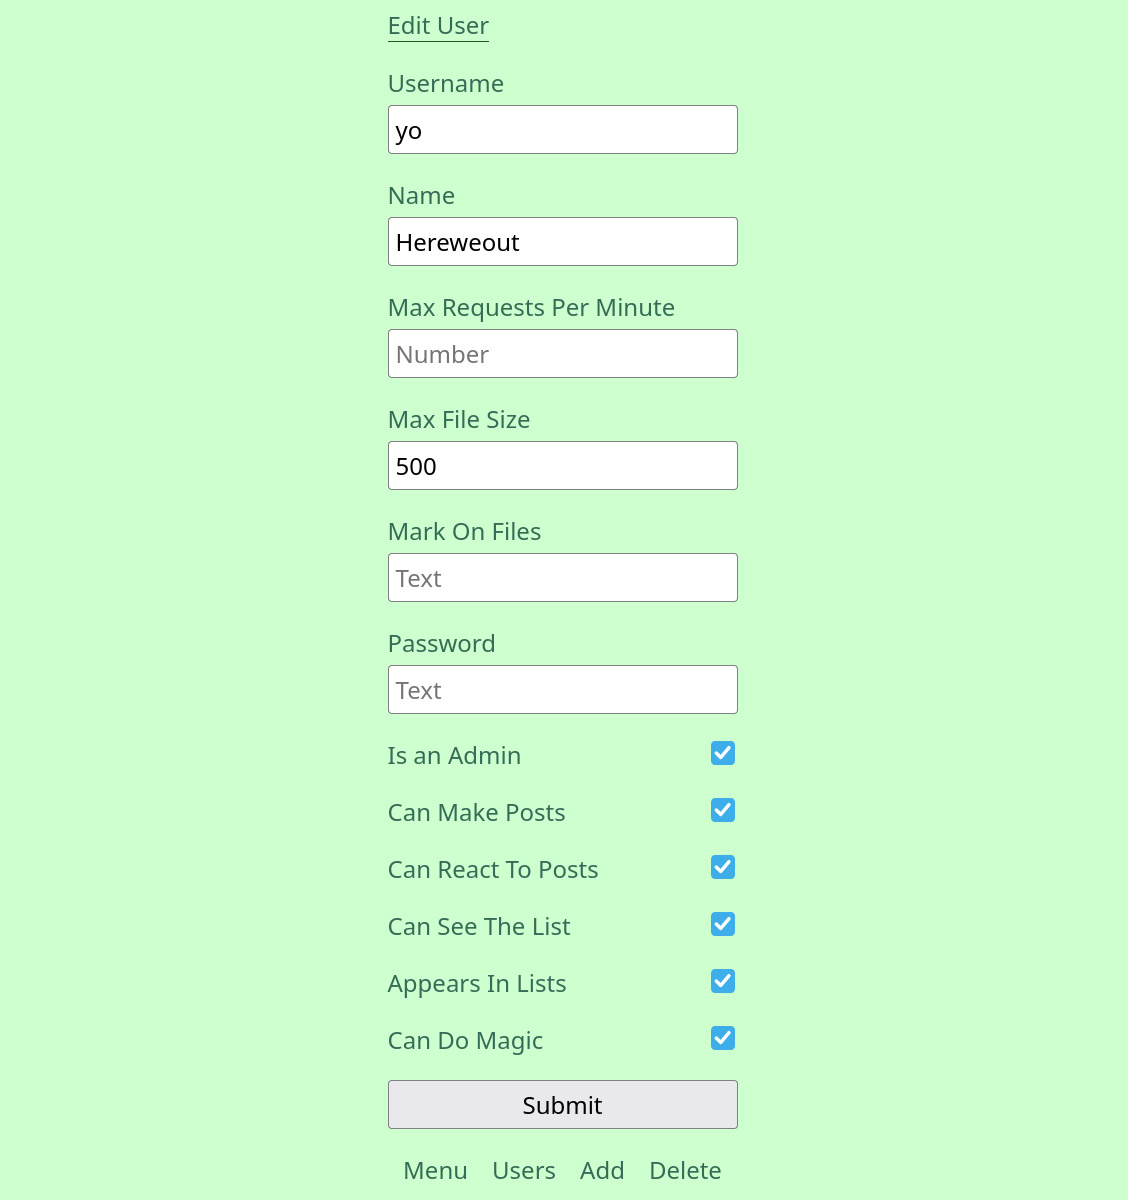 Edit User
Username
yo
Name
Hereweout
Max Requests Per Minute
Number
Max File Size
500
Mark On Files
Text
Password
Text
Is an Admin
Can Make Posts
Can React To Posts
Can See The List
Appears In Lists
Can Do Magic
Submit
Menu Users Add Delete